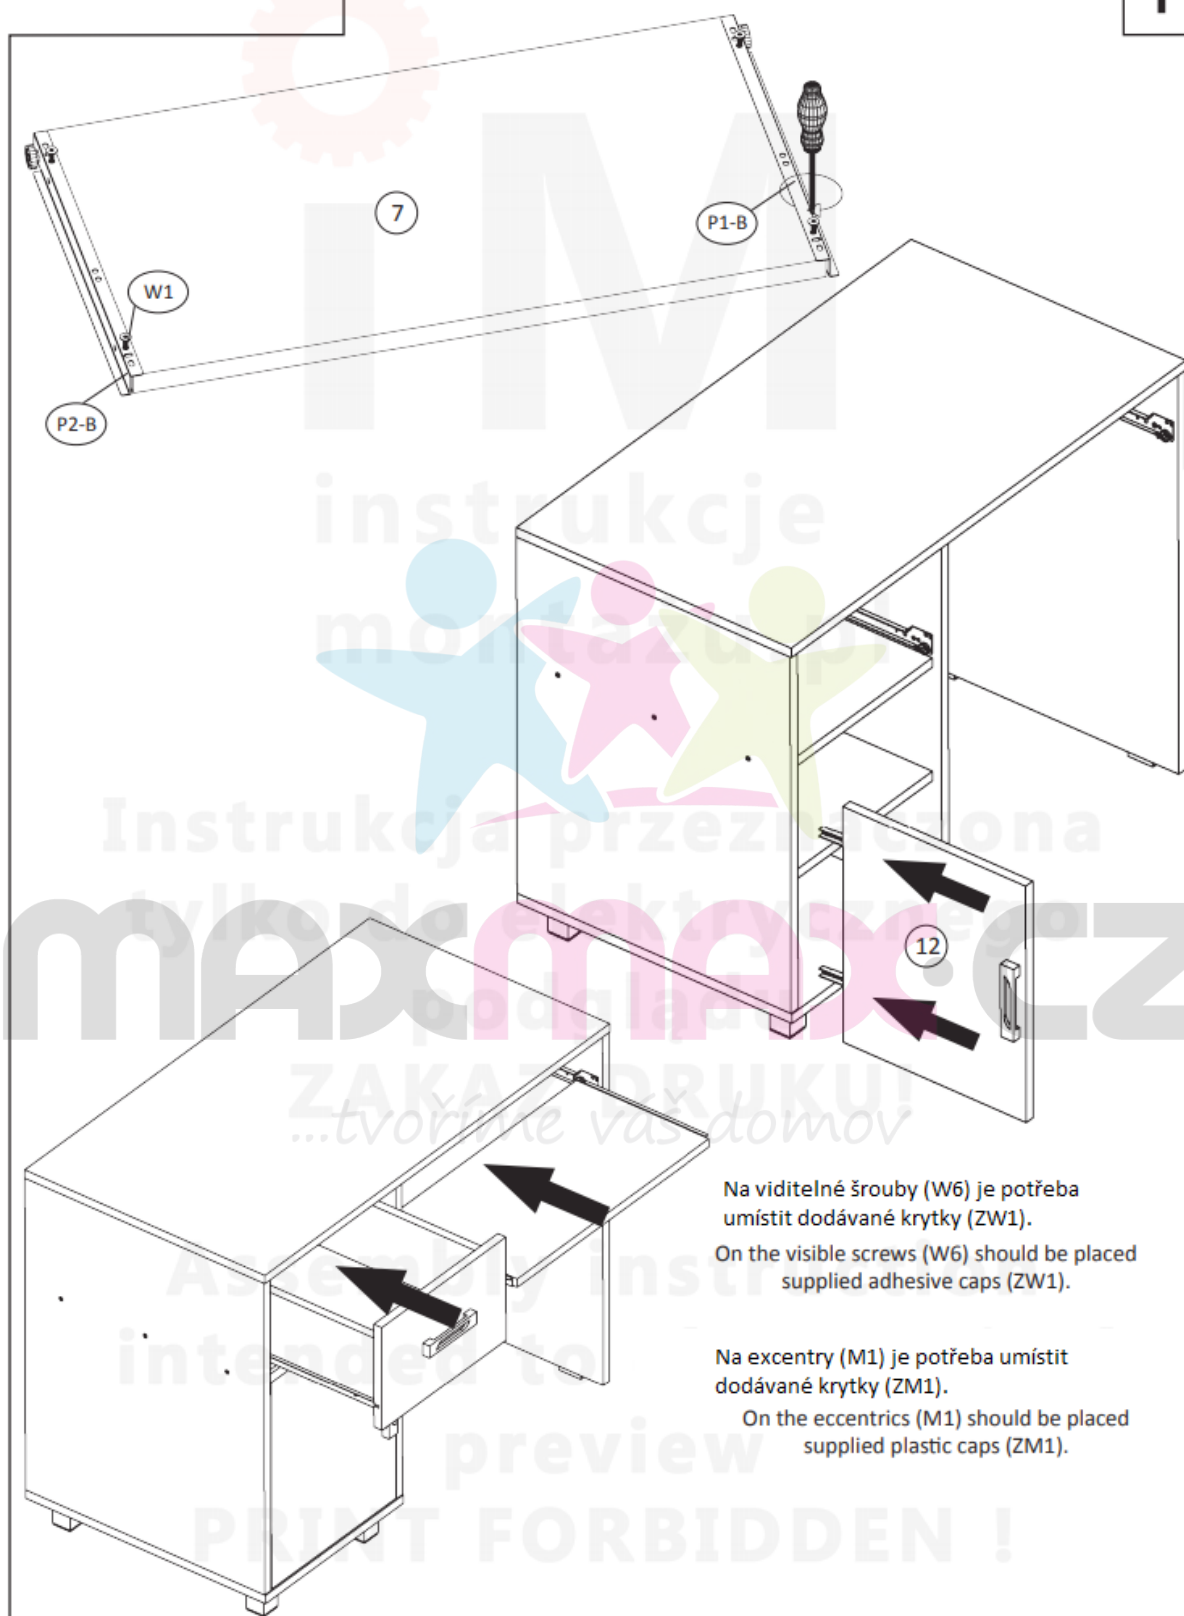 7
P1-B
W1
P2-B
instrukcje
montazu.pl
Instrukcja przeznaczona
12
tylko do elektrycznego
maxmax.cz
podglądu
ZAKAZ DRUKU!
...tvoříme váš domov
Na viditelné šrouby (W6) je potřeba
umístit dodávané krytky (ZW1).
On the visible screws (W6) should be placed
supplied adhesive caps (ZW1).
Assembly instruction
intended to
Na excentry (M1) je potřeba umístit
dodávané krytky (ZM1).
On the eccentrics (M1) should be placed
supplied plastic caps (ZM1).
preview
PRINT FORBIDDEN !